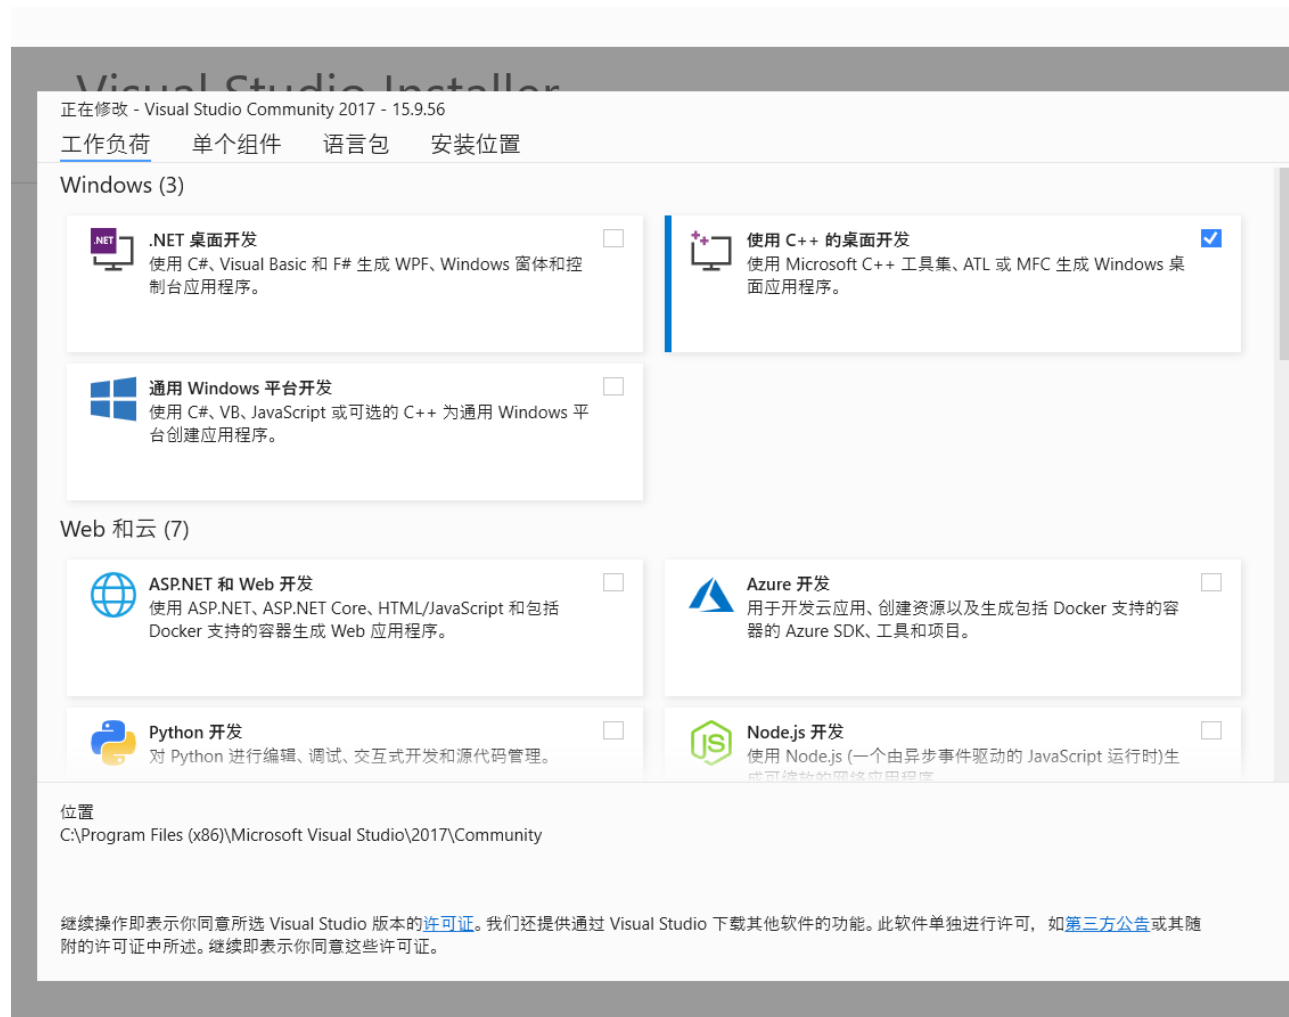 Visual Studio Installer
正在修改 - Visual Studio Community 2017 - 15.9.56
工作负荷 单个组件 语言包 安装位置
Windows (3)
.NET
.NET 桌面开发
使用 C#、Visual Basic 和 F# 生成 WPF、Windows 窗体和控
制台应用程序。
使用 C++ 的桌面开发
使用 Microsoft C++ 工具集、ATL 或 MFC 生成 Windows 桌
面应用程序。
通用 Windows 平台开发
使用 C#、VB、JavaScript 或可选的 C++ 为通用 Windows 平
台创建应用程序。
Web 和云 (7)
ASP.NET 和 Web 开发
使用 ASP.NET、ASP.NET Core、HTML/JavaScript 和包括
Docker 支持的容器生成 Web 应用程序。
Azure 开发
用于开发云应用、创建资源以及生成包括 Docker 支持的容
器的 Azure SDK、工具和项目。
Python 开发
对 Python 进行编辑、调试、交互式开发和源代码管理。
JS
Node.js 开发
使用 Node.js (一个由异步事件驱动的 JavaScript 运行时)生
成可缩放的网络应用程序
位置
C:\Program Files (x86)\Microsoft Visual Studio\2017\Community
继续操作即表示你同意所选 Visual Studio 版本的许可证。我们还提供通过 Visual Studio 下载其他软件的功能。此软件单独进行许可，如第三方公告或其随
附的许可证中所述。继续即表示你同意这些许可证。